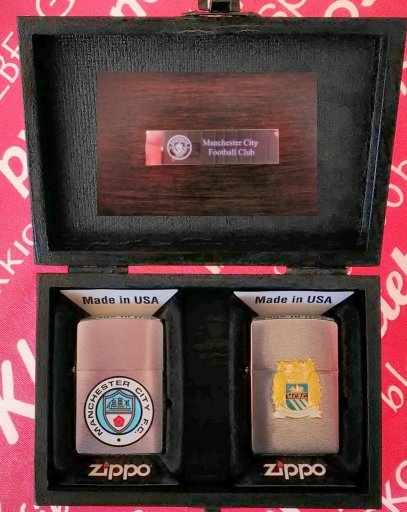 Manchester City
Football Club
Made in USA
Made in USA
MANCHESTER CITY F.C.
M.C.F.C
zippo
zippo